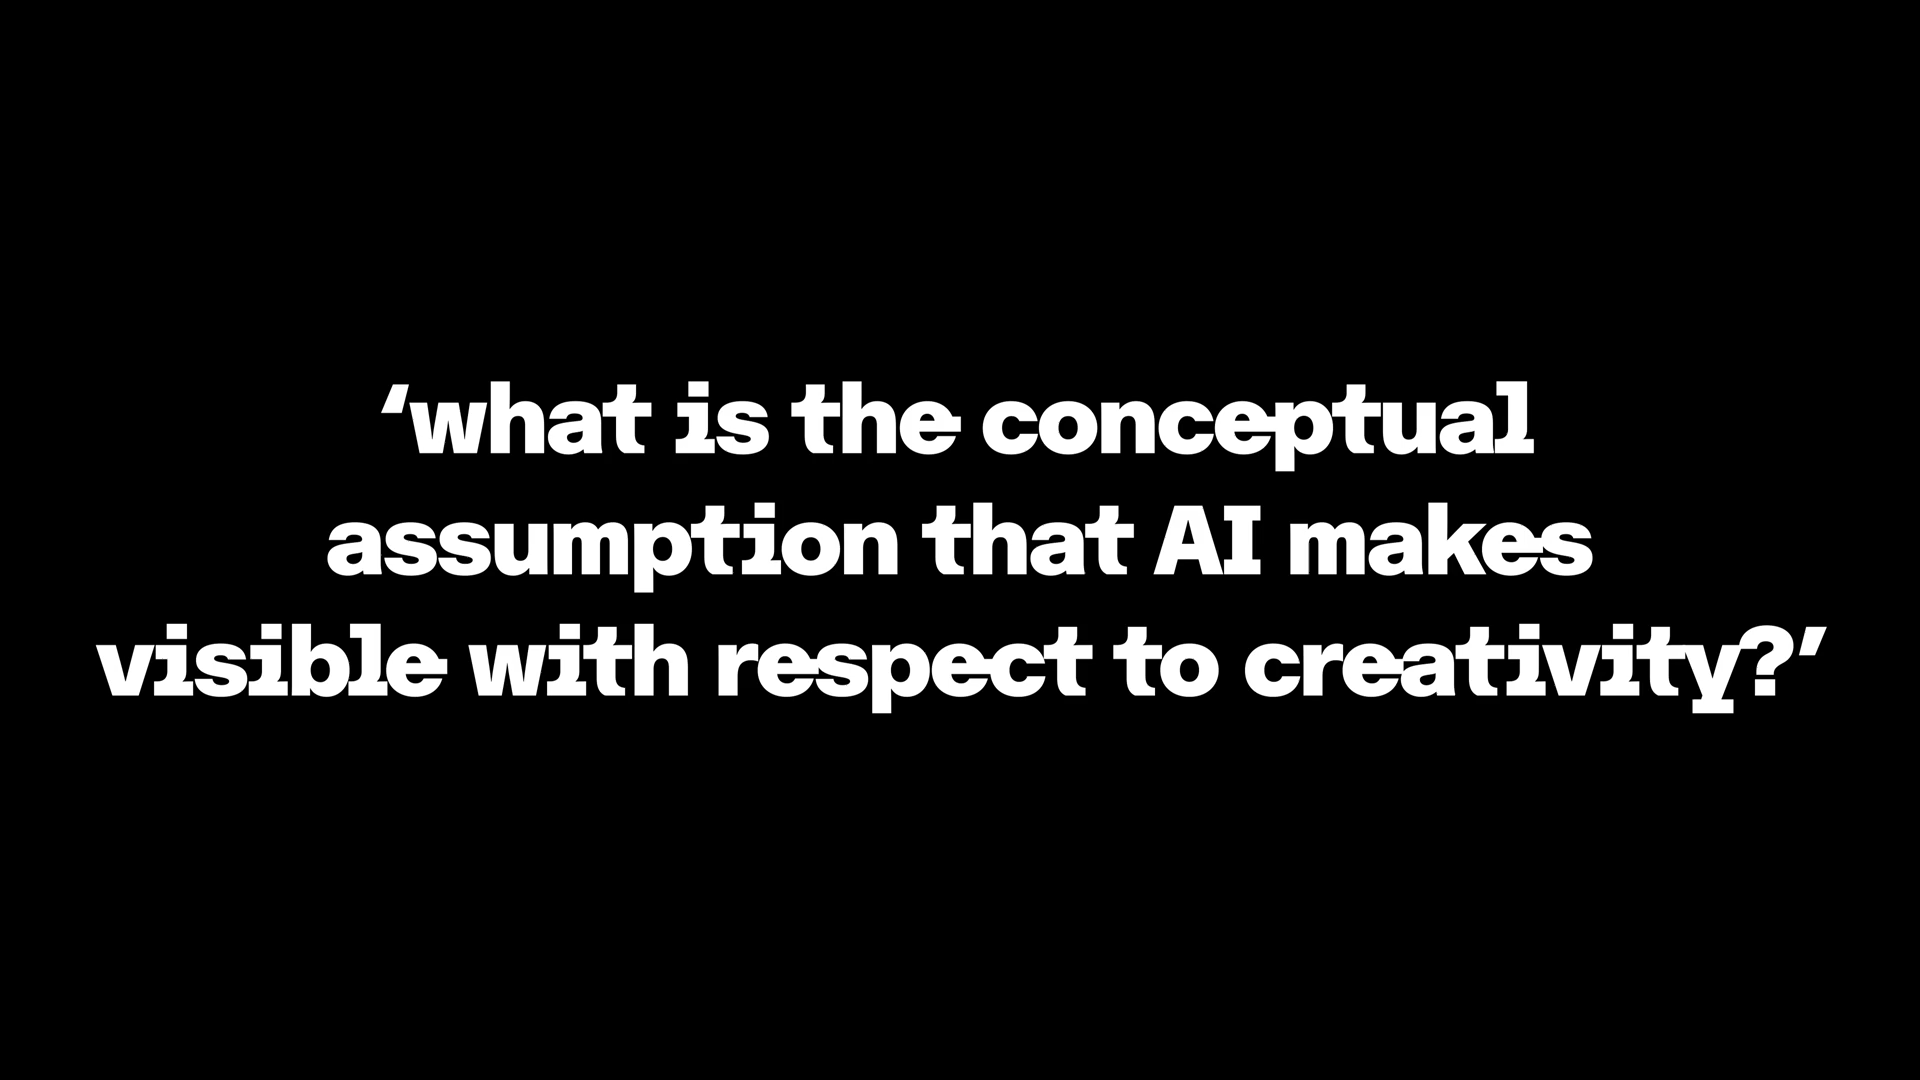 ‘what is the conceptual
assumption that AI makes
visible with respect to creativity?’